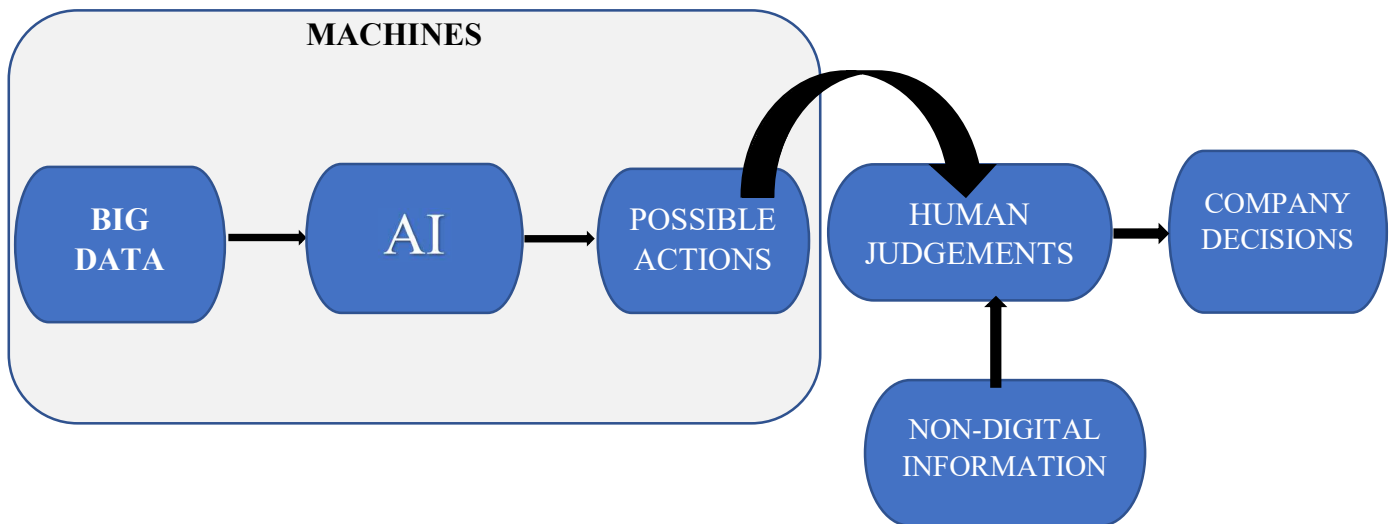 MACHINES
BIG
DATA
AI
POSSIBLE
ACTIONS
HUMAN
JUDGEMENTS
COMPANY
DECISIONS
NON-DIGITAL
INFORMATION